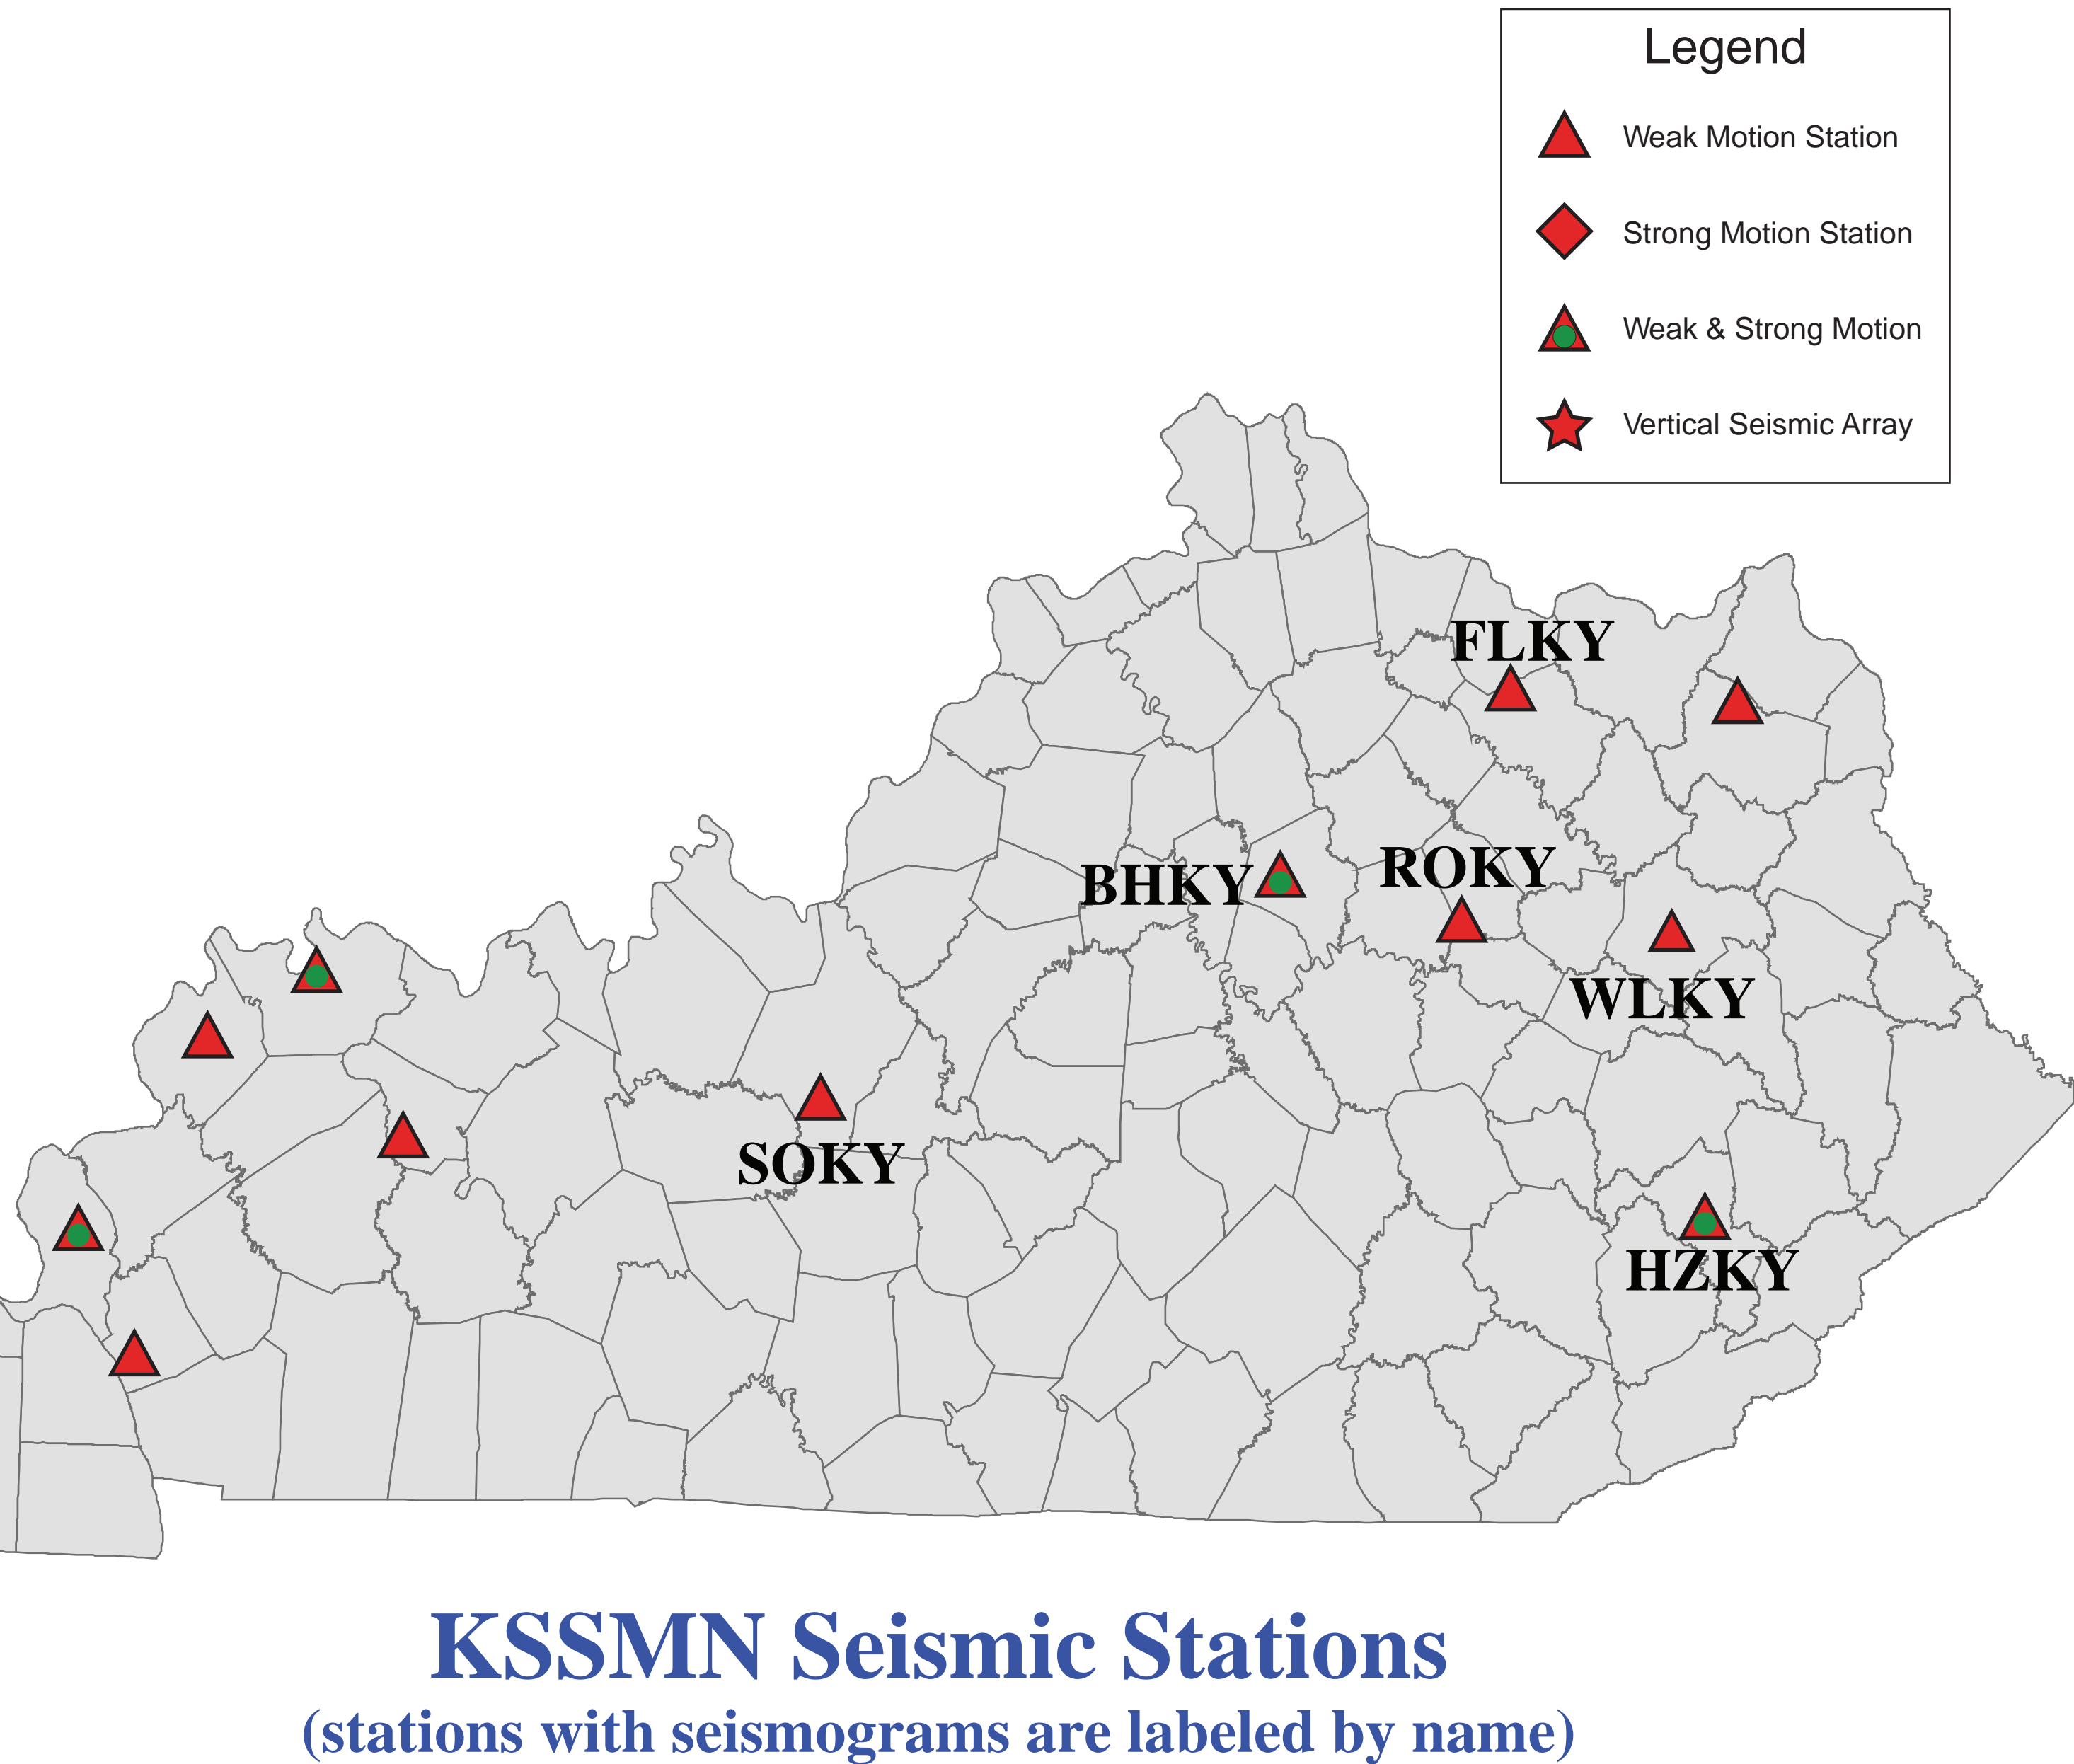 Legend
Weak Motion Station
Strong Motion Station
Weak & Strong Motion
Vertical Seismic Array
FLKY
BHKY
ROKY
WLKY
SOKY
HZKY
KSSMN Seismic Stations
(stations with seismograms are labeled by name)